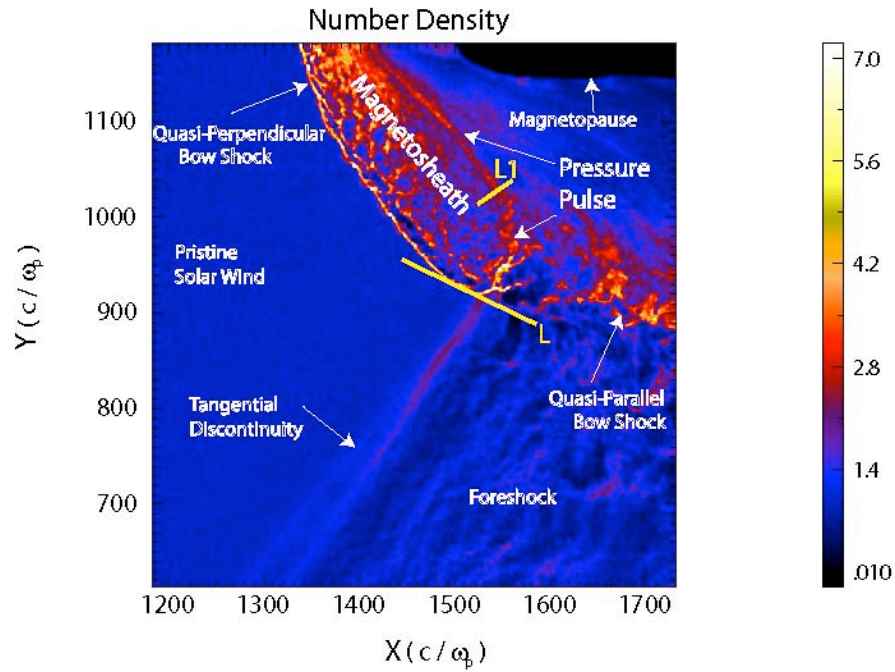 Number Density
7.0
5.6
4.2
2.8
1.4
.010
Y (c / ωp)
1100
1000
900
800
700
Quasi-Perpendicular
Bow Shock
Magnetosheath
Magnetopause
L1
Pressure
Pulse
Pristine
Solar Wind
L
Tangential
Discontinuity
Quasi-Parallel
Bow Shock
Foreshock
1200 1300 1400 1500 1600 1700
X (c / ωp)